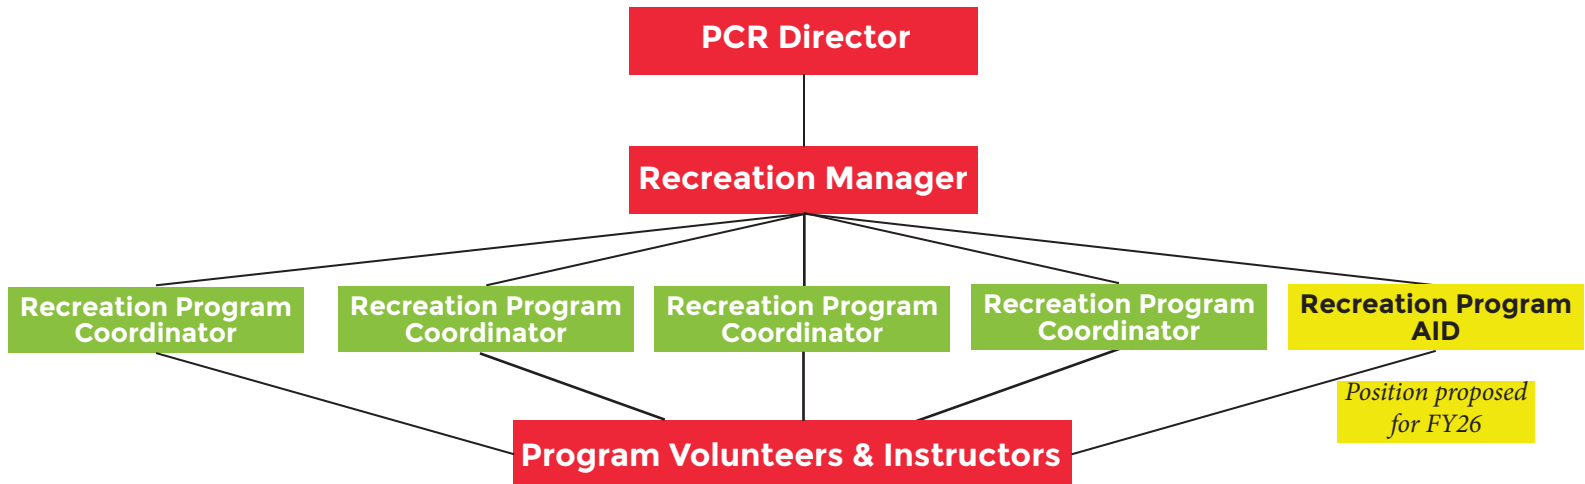 PCR Director
Recreation Manager
Recreation Program
Coordinator
Recreation Program
Coordinator
Recreation Program
Coordinator
Recreation Program
Coordinator
Recreation Program
AID
Position proposed
for FY26
Program Volunteers & Instructors